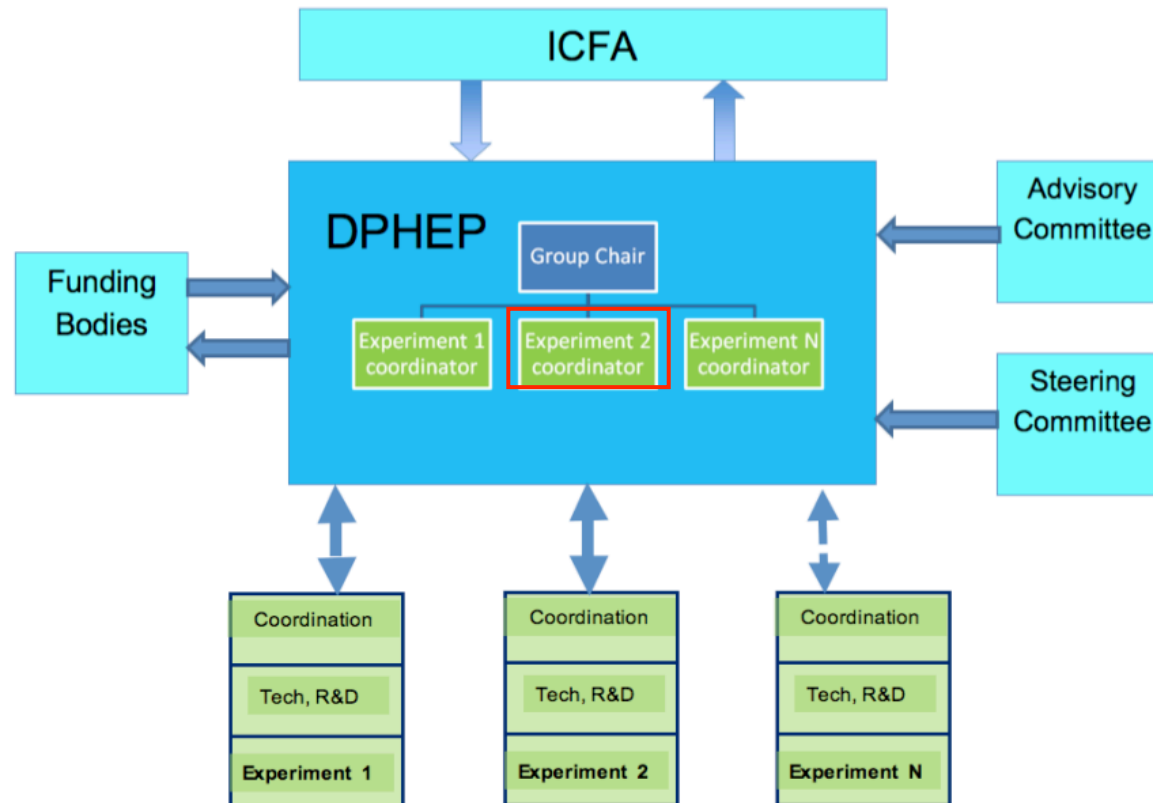 ICFA
DPHEP
Group Chair
Experiment 1
coordinator
Experiment 2
coordinator
Experiment N
coordinator
Funding
Bodies
Advisory
Committee
Steering
Committee
Coordination
Tech, R&D
Experiment 1
Coordination
Tech, R&D
Experiment 2
Coordination
Tech, R&D
Experiment N